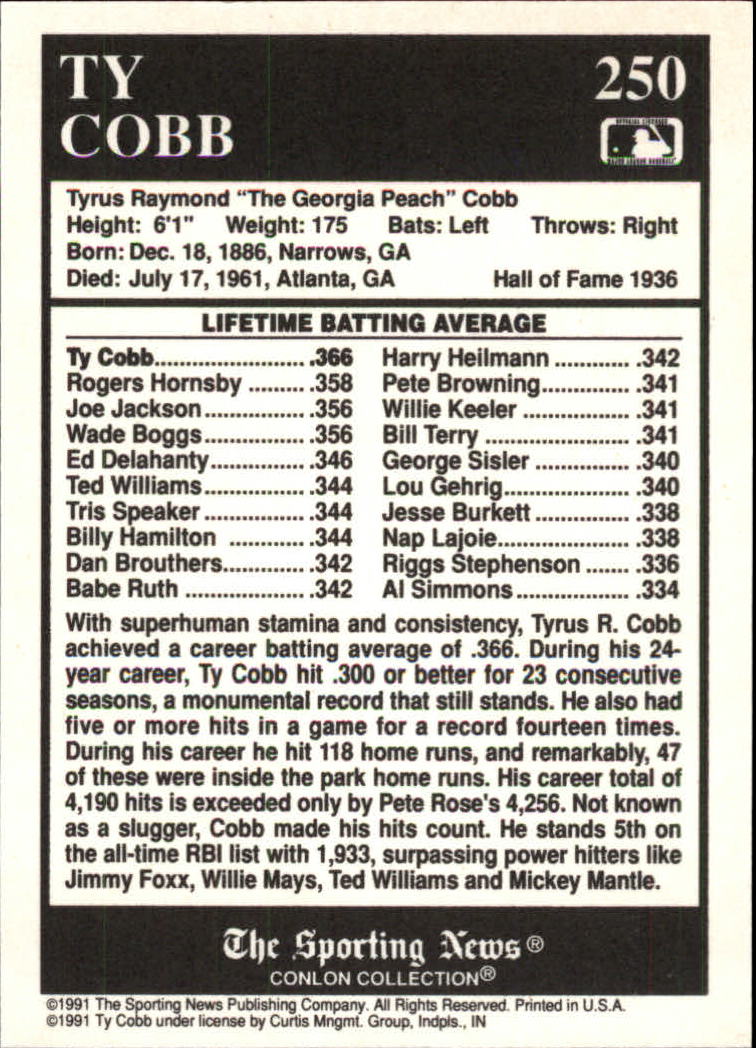 TY
COBB
250
Tyrus Raymond "The Georgia Peach" Cobb
Height: 6'1" Weight: 175 Bats: Left Throws: Right
Born: Dec. 18, 1886, Narrows, GA
Died: July 17, 1961, Atlanta, GA Hall of Fame 1936
LIFETIME BATTING AVERAGE
Ty Cobb........................ .366
Rogers Hornsby ......... .358
Joe Jackson................ .356
Wade Boggs................ .356
Ed Delahanty............... .346
Ted Williams................ .344
Tris Speaker ................ .344
Billy Hamilton ............ .344
Dan Brouthers............. .342
Babe Ruth ................... .342
Harry Heilmann ............ .342
Pete Browning.............. .341
Willie Keeler ................. .341
Bill Terry ....................... .341
George Sisler ............... .340
Lou Gehrig.................... .340
Jesse Burkett ............... .338
Nap Lajoie..................... .338
Riggs Stephenson ....... .336
Al Simmons.................. .334
With superhuman stamina and consistency, Tyrus R. Cobb
achieved a career batting average of .366. During his 24-
year career, Ty Cobb hit .300 or better for 23 consecutive
seasons, a monumental record that still stands. He also had
five or more hits in a game for a record fourteen times.
During his career he hit 118 home runs, and remarkably, 47
of these were inside the park home runs. His career total of
4,190 hits is exceeded only by Pete Rose's 4,256. Not known
as a slugger, Cobb made his hits count. He stands 5th on
the all-time RBI list with 1,933, surpassing power hitters like
Jimmy Foxx, Willie Mays, Ted Williams and Mickey Mantle.
The Sporting News®
CONLON COLLECTION®
©1991 The Sporting News Publishing Company. All Rights Reserved. Printed in U.S.A.
©1991 Ty Cobb under license by Curtis Mngmt. Group, Indpls., IN